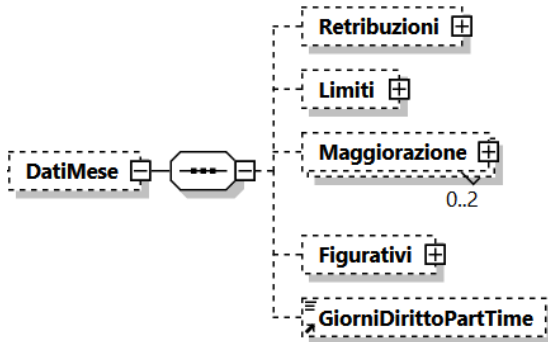 Retribuzioni
Limiti
DatiMese
Maggiorazione
0..2
Figurativi
GiorniDirittoPartTime